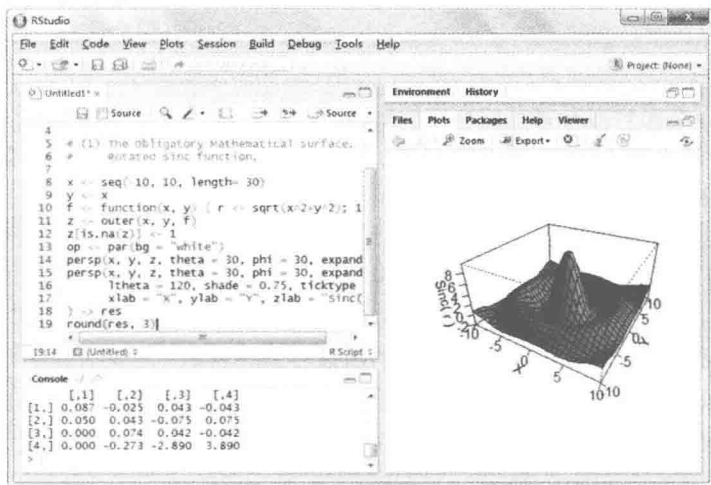 RStudio
File Edit Code View Plots Session Build Debug Tools Help
Project: (None)
Untitled1*
Source Source
4
5 # (1) The Obligatory Mathematical surface.
6 # Rotated sinc function.
7
8 x <- seq(-10, 10, length= 30)
9 y <- x
10 f <- function(x, y) { r <- sqrt(x^2+y^2); 1
11 z <- outer(x, y, f)
12 z[is.na(z)] <- 1
13 op <- par(bg = "white")
14 persp(x, y, z, theta = 30, phi = 30, expand
15 persp(x, y, z, theta = 30, phi = 30, expand
16 ltheta = 120, shade = 0.75, ticktype
17 xlab = "X", ylab = "Y", zlab = "Sinc(
18 ) -> res
19 round(res, 3)
19:14 (Untitled) R Script
Console
[,1] [,2] [,3] [,4]
[1,] 0.087 -0.025 0.043 -0.043
[2,] 0.050 0.043 -0.075 0.075
[3,] 0.000 0.074 0.042 -0.042
[4,] 0.000 -0.273 -2.890 3.890
>
Environment History
Files Plots Packages Help Viewer
Zoom Export
8
6
4
2
0
-2
Sinc( )
-10
-5
0
5
10
X
10
5
0
-5
-10
Y